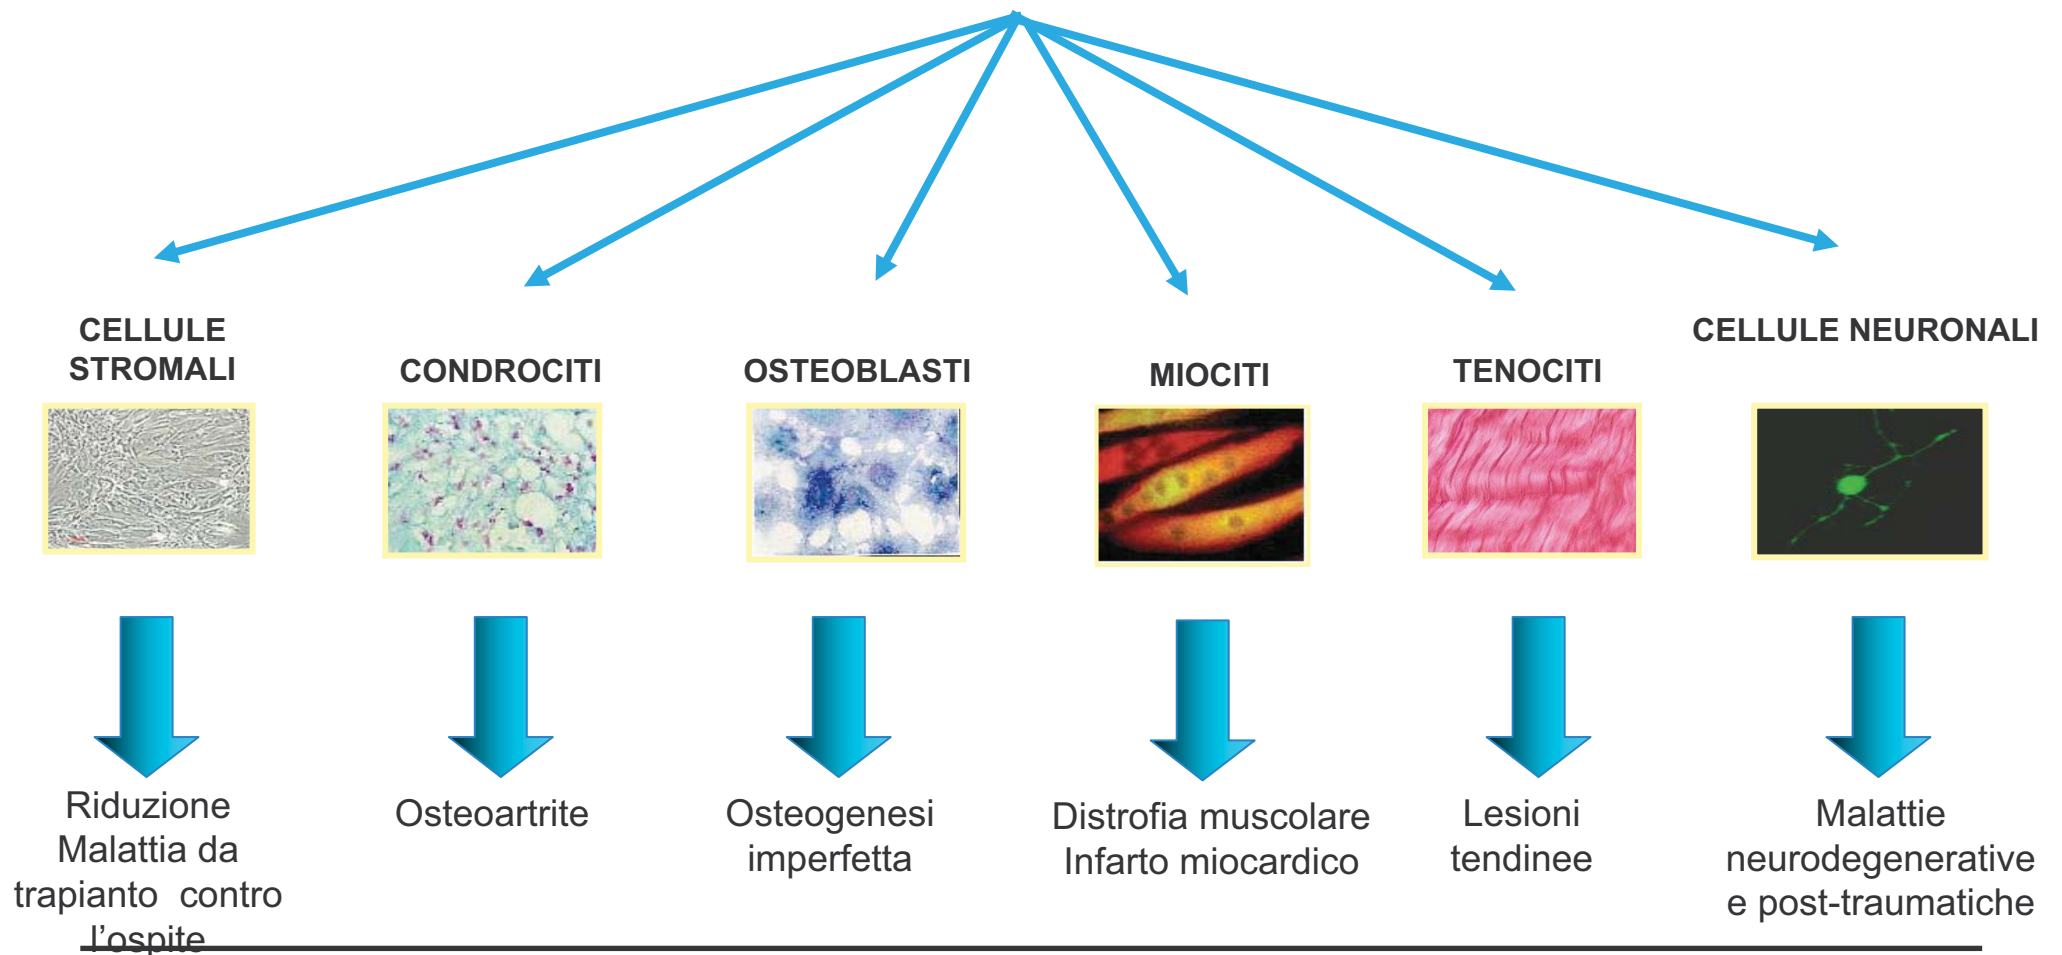 CELLULE
STROMALI
CONDROCITI
OSTEOBLASTI
MIOCITI
TENOCITI
CELLULE NEURONALI
Riduzione
Malattia da
trapianto contro
l'ospite
Osteoartrite
Osteogenesi
imperfetta
Distrofia muscolare
Infarto miocardico
Lesioni
tendinee
Malattie
neurodegenerative
e post-traumatiche